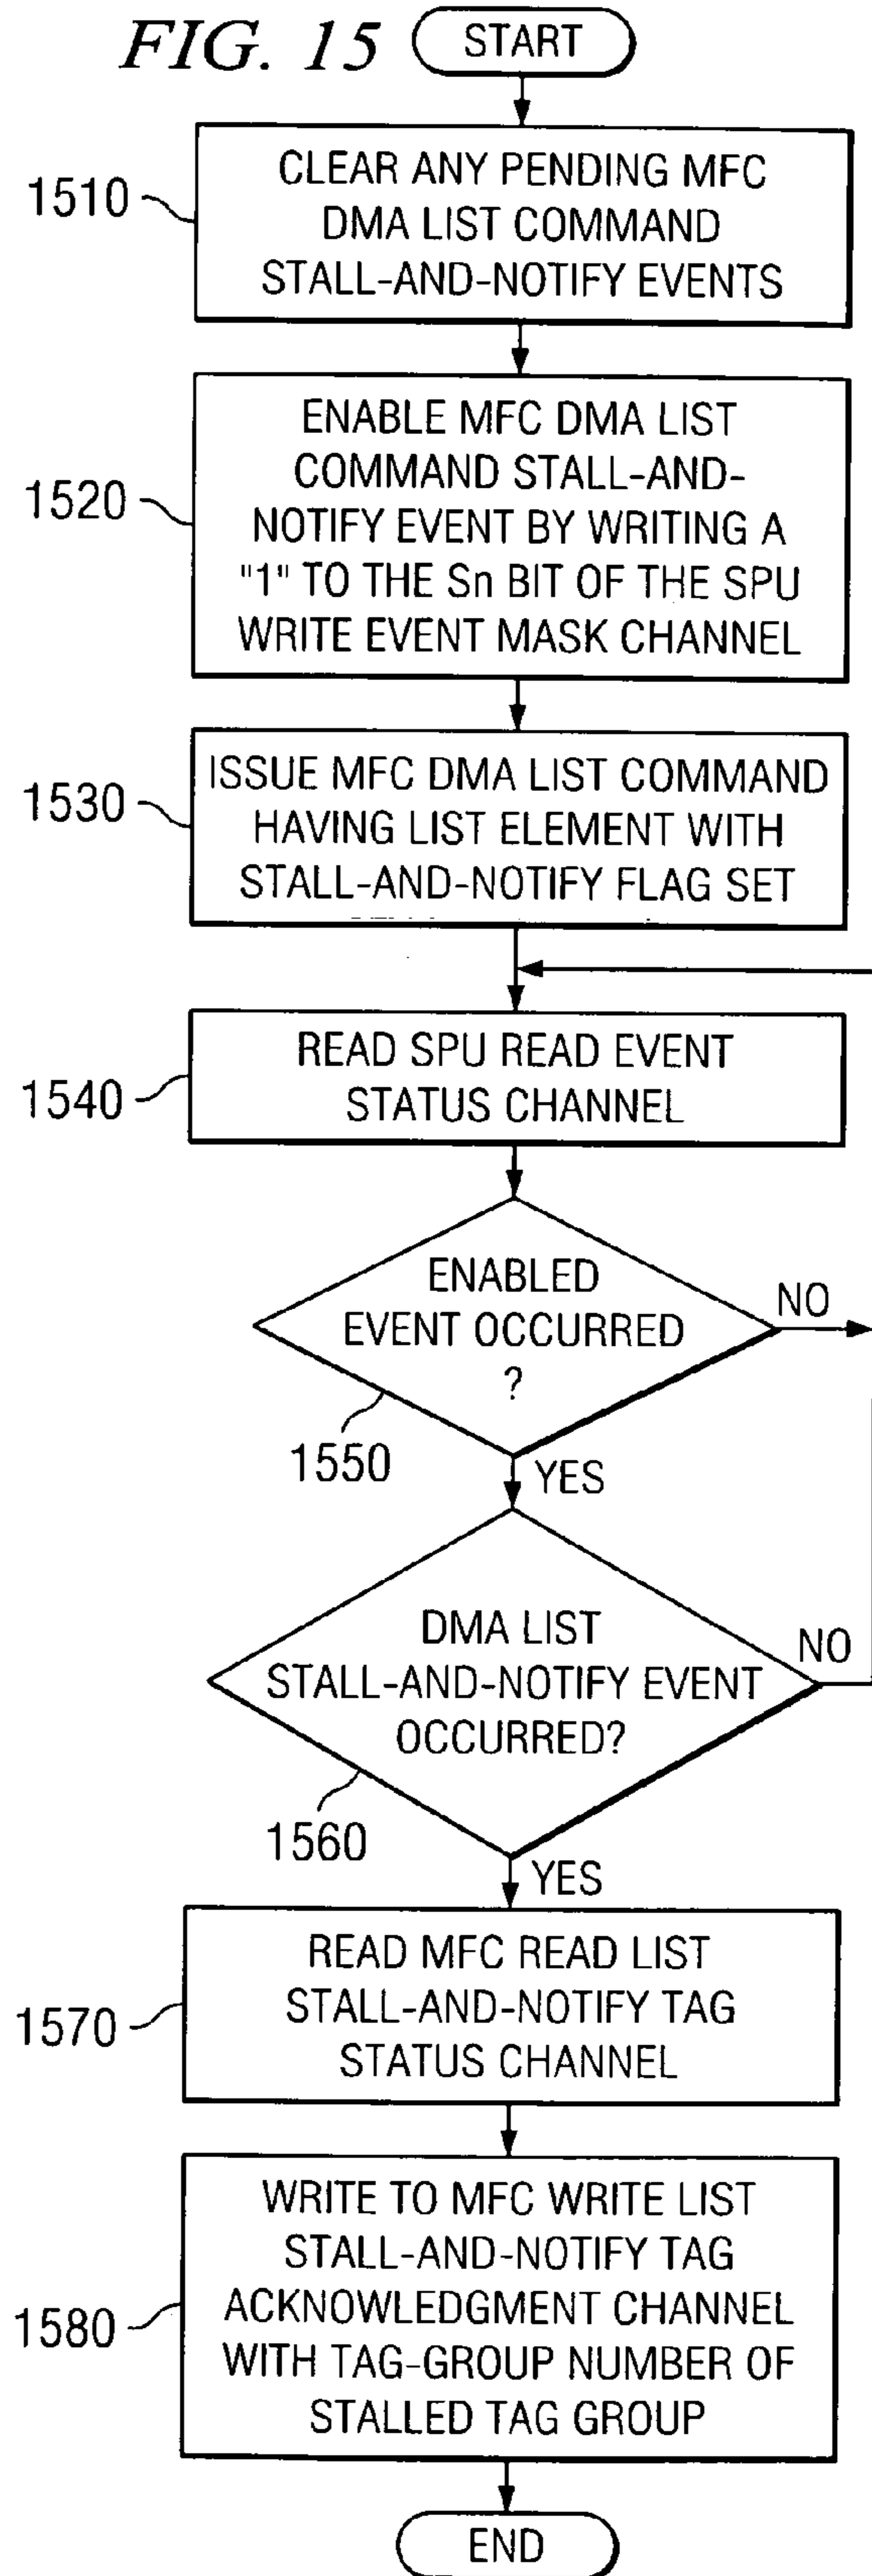 FIG. 15
START
1510
CLEAR ANY PENDING MFC
DMA LIST COMMAND
STALL-AND-NOTIFY EVENTS
1520
ENABLE MFC DMA LIST
COMMAND STALL-AND-
NOTIFY EVENT BY WRITING A
"1" TO THE Sn BIT OF THE SPU
WRITE EVENT MASK CHANNEL
1530
ISSUE MFC DMA LIST COMMAND
HAVING LIST ELEMENT WITH
STALL-AND-NOTIFY FLAG SET
1540
READ SPU READ EVENT
STATUS CHANNEL
ENABLED
EVENT OCCURRED
?
NO
1550
YES
DMA LIST
STALL-AND-NOTIFY EVENT
OCCURRED?
NO
1560
YES
1570
READ MFC READ LIST
STALL-AND-NOTIFY TAG
STATUS CHANNEL
1580
WRITE TO MFC WRITE LIST
STALL-AND-NOTIFY TAG
ACKNOWLEDGMENT CHANNEL
WITH TAG-GROUP NUMBER OF
STALLED TAG GROUP
END